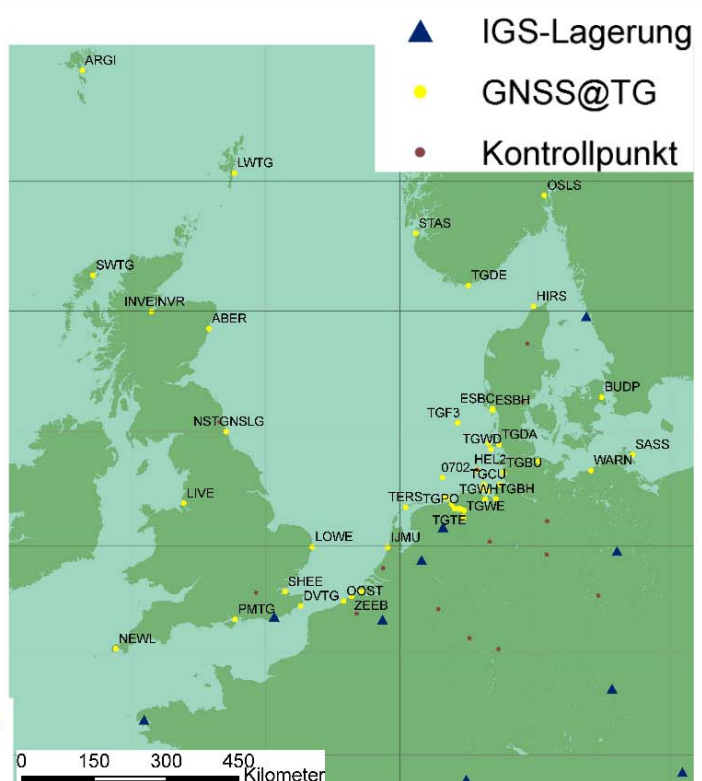 IGS-Lagerung
GNSS@TG
Kontrollpunkt
ARGI
LWTG
OSLS
STAS
SWTG
TGDE
INVEINVR
HIRS
ABER
BUDP
ESBCESBH
TGF3
NSTGNSLG
TGWD TGDA
SASS
HEL2 TGBU
WARN
0702
TGCU
LIVE
TERSTGPO
TGWHTGBH
TGWE
TGTE
LOWE
IJMU
SHEE
OOST
DVTG
ZEEB
PMTG
NEWL
0 150 300 450
Kilometer